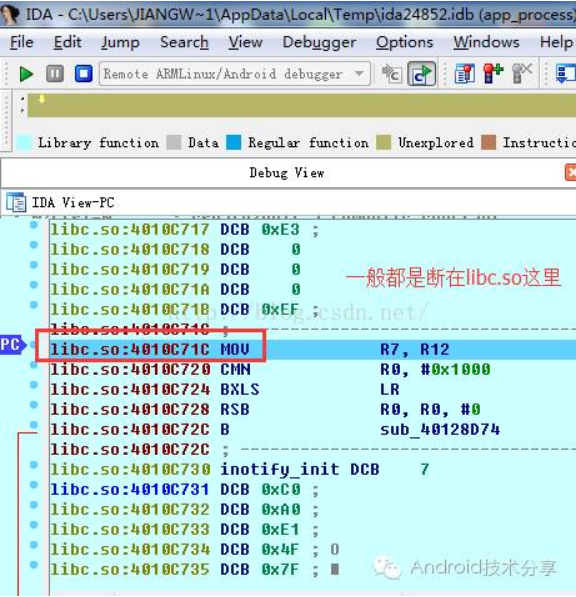 IDA - C:\Users\JIANGW~1\AppData\Local\Temp\ida24852.idb (app_process)
File Edit Jump Search View Debugger Options Windows Help
Remote ARMLinux/Android debugger
Library function Data Regular function Unexplored Instructio
Debug View
IDA View-PC
libc.so:4010C717 DCB 0xE3 ;
libc.so:4010C718 DCB 0
libc.so:4010C719 DCB 0
libc.so:4010C71A DCB 0
一般都是断在libc.so这里
libc.so:4010C71B DCB 0xEF ;
blog.csdn.net/
libc.so:4010C71C ; ------------------------------
PC
libc.so:4010C71C MOV R7, R12
libc.so:4010C720 CMN R0, #0x1000
libc.so:4010C724 BXLS LR
libc.so:4010C728 RSB R0, R0, #0
libc.so:4010C72C B sub_40128D74
libc.so:4010C72C ; ------------------------------
libc.so:4010C730 inotify_init DCB 7
libc.so:4010C731 DCB 0xC0 ;
libc.so:4010C732 DCB 0xA0 ;
libc.so:4010C733 DCB 0xE1 ;
libc.so:4010C734 DCB 0x4F ; O
libc.so:4010C735 DCB 0x7F ;
Android技术分享